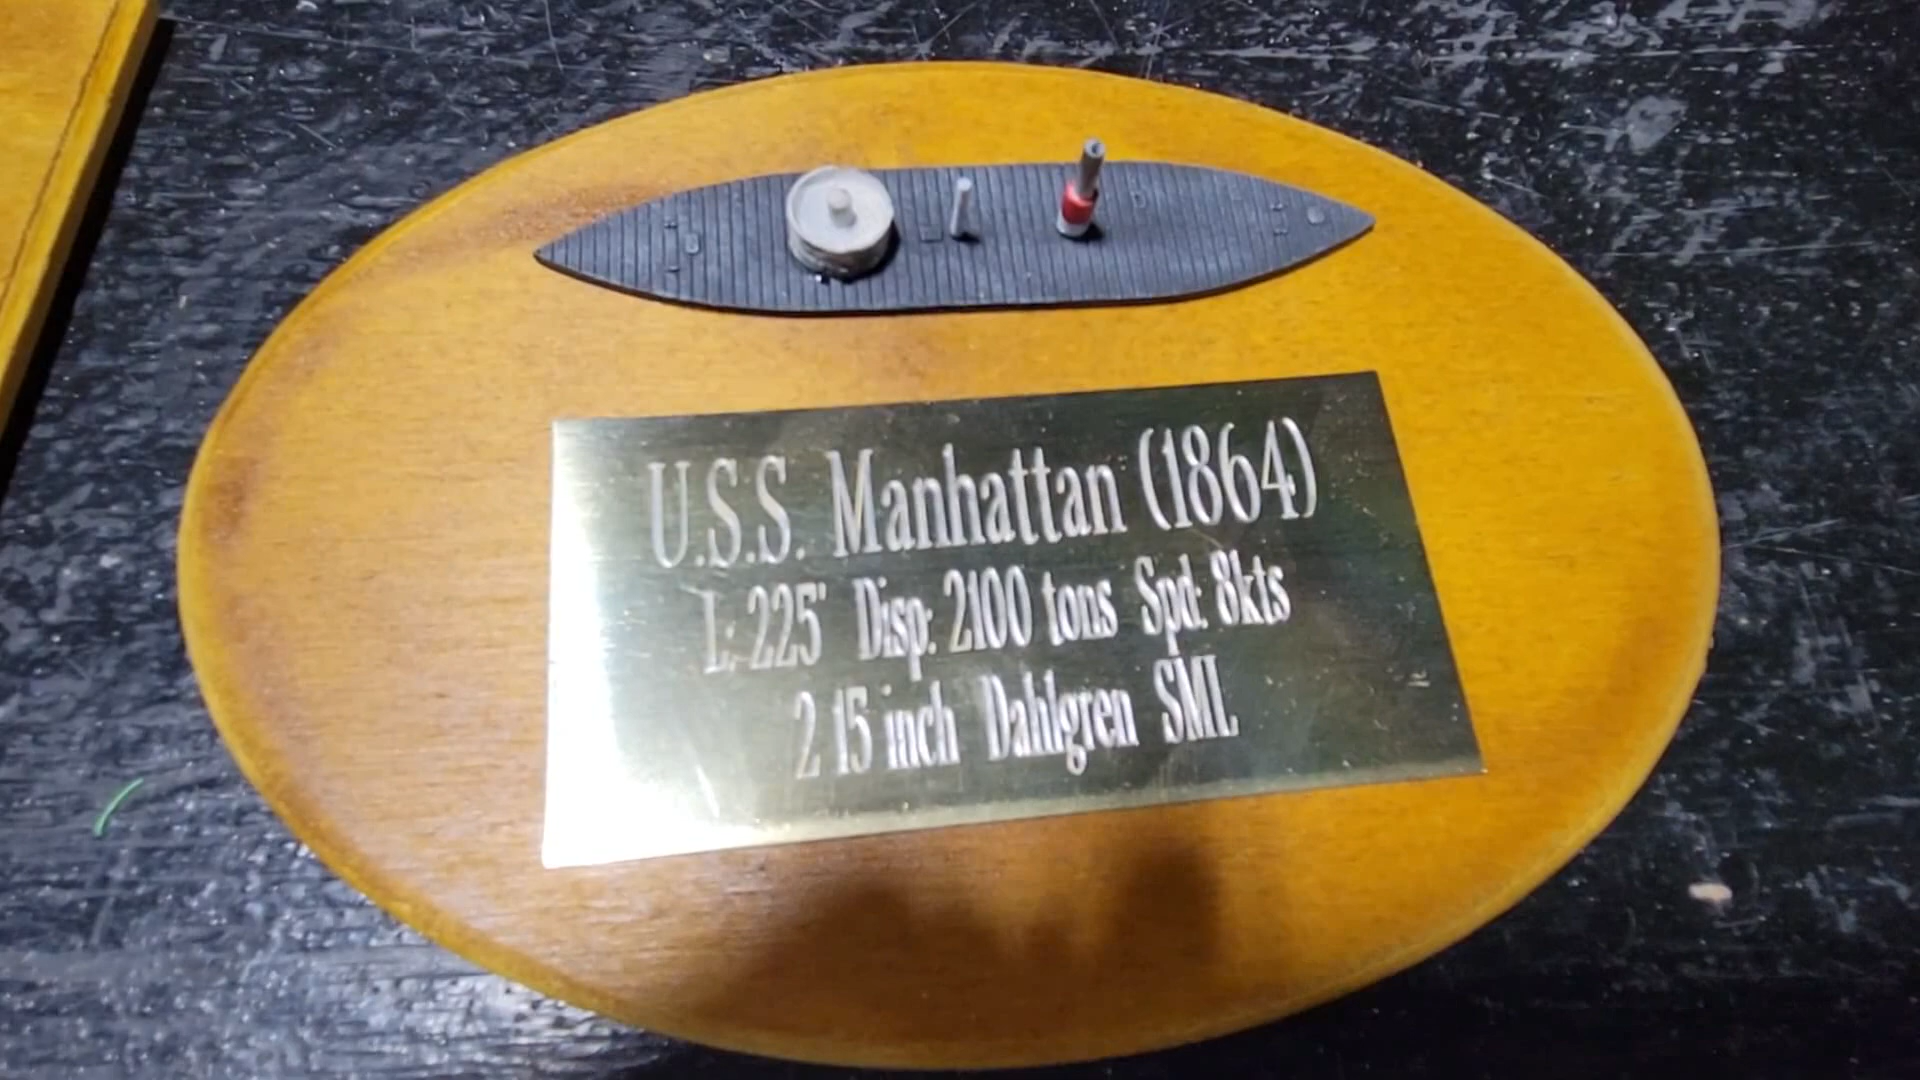 U.S.S. Manhattan (1864)
L: 225' Disp: 2100 tons Spd: 8kts
2 15 inch Dahlgren SML